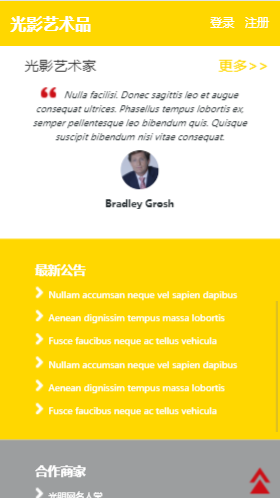 光影艺术品 登录 注册
光影艺术家 更多>>
Nulla facilisi. Donec sagittis leo et augue
consequat ultrices. Phasellus tempus lobortis ex,
semper pellentesque leo bibendum quis. Quisque
suscipit bibendum nisi vitae consequat.
Bradley Grosh
最新公告
Nullam accumsan neque vel sapien dapibus
Aenean dignissim tempus massa lobortis
Fusce faucibus neque ac tellus vehicula
Nullam accumsan neque vel sapien dapibus
Aenean dignissim tempus massa lobortis
Fusce faucibus neque ac tellus vehicula
合作商家